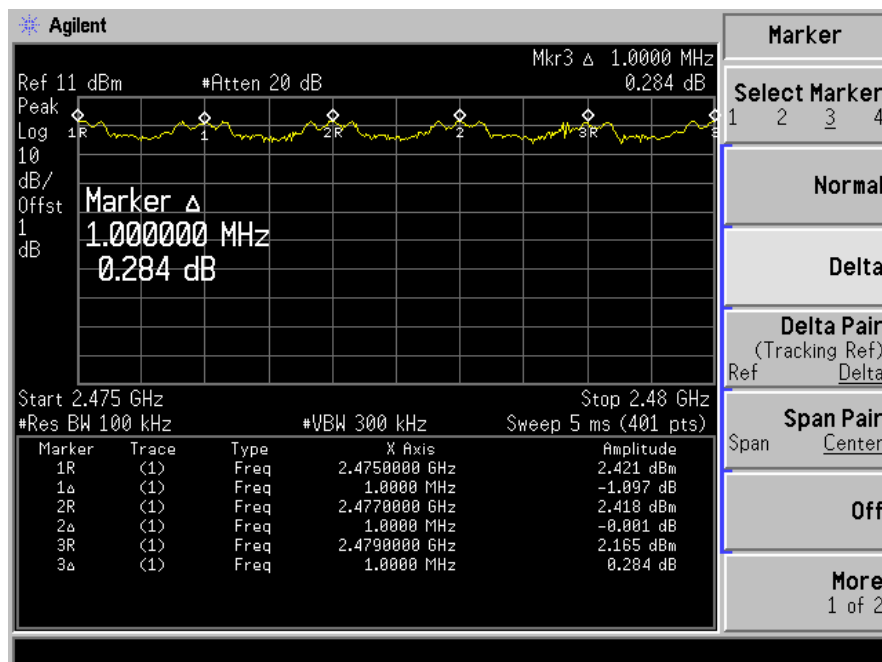 Agilent
Marker
Mkr3 Δ 1.0000 MHz
Ref 11 dBm #Atten 20 dB 0.284 dB
Peak
Log
10
dB/
Offst
1
dB
1R 1 2R 2 3R 3
Marker Δ
1.000000 MHz
0.284 dB
Start 2.475 GHz Stop 2.48 GHz
#Res BW 100 kHz #VBW 300 kHz Sweep 5 ms (401 pts)
Marker Trace Type X Axis Amplitude
1R (1) Freq 2.4750000 GHz 2.421 dBm
1Δ (1) Freq 1.0000 MHz -1.097 dB
2R (1) Freq 2.4770000 GHz 2.418 dBm
2Δ (1) Freq 1.0000 MHz -0.001 dB
3R (1) Freq 2.4790000 GHz 2.165 dBm
3Δ (1) Freq 1.0000 MHz 0.284 dB
Select Marker
1 2 3 4
Normal
Delta
Delta Pair
(Tracking Ref)
Ref Delta
Span Pair
Span Center
Off
More
1 of 2